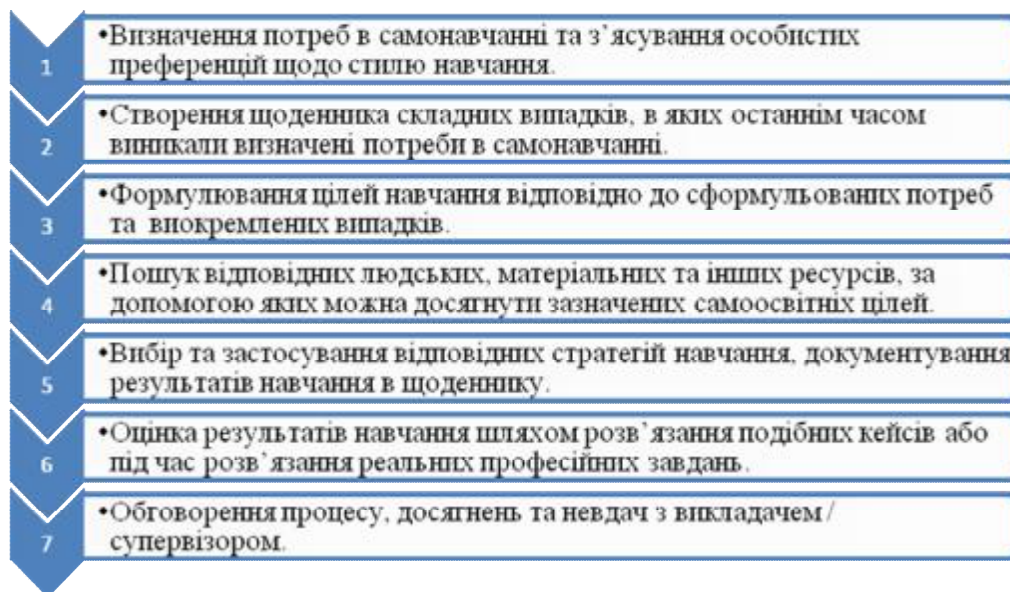 •Визначення потреб в самонавчанні та з’ясування особистих
1 преференцій щодо стилю навчання.
•Створення щоденника складних випадків, в яких останнім часом
2 виникали визначені потреби в самонавчанні.
•Формулювання цілей навчання відповідно до сформульованих потреб
3 та виокремлених випадків.
•Пошук відповідних людських, матеріальних та інших ресурсів, за
4 допомогою яких можна досягнути зазначених самоосвітніх цілей.
•Вибір та застосування відповідних стратегій навчання, документування
5 результатів навчання в щоденнику.
•Оцінка результатів навчання шляхом розв’язання подібних кейсів або
6 під час розв’язання реальних професійних завдань.
•Обговорення процесу, досягнень та невдач з викладачем /
7 супервізором.